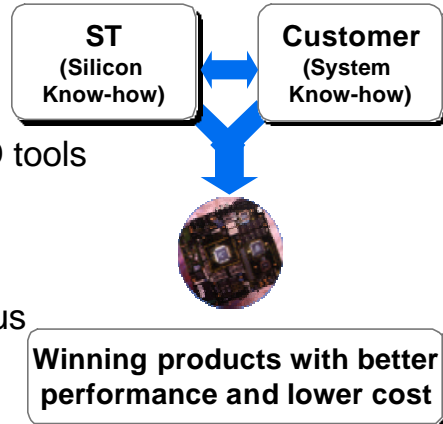 ST
(Silicon
Know-how)
Customer
(System
Know-how)
tools
Winning products with better
performance and lower cost